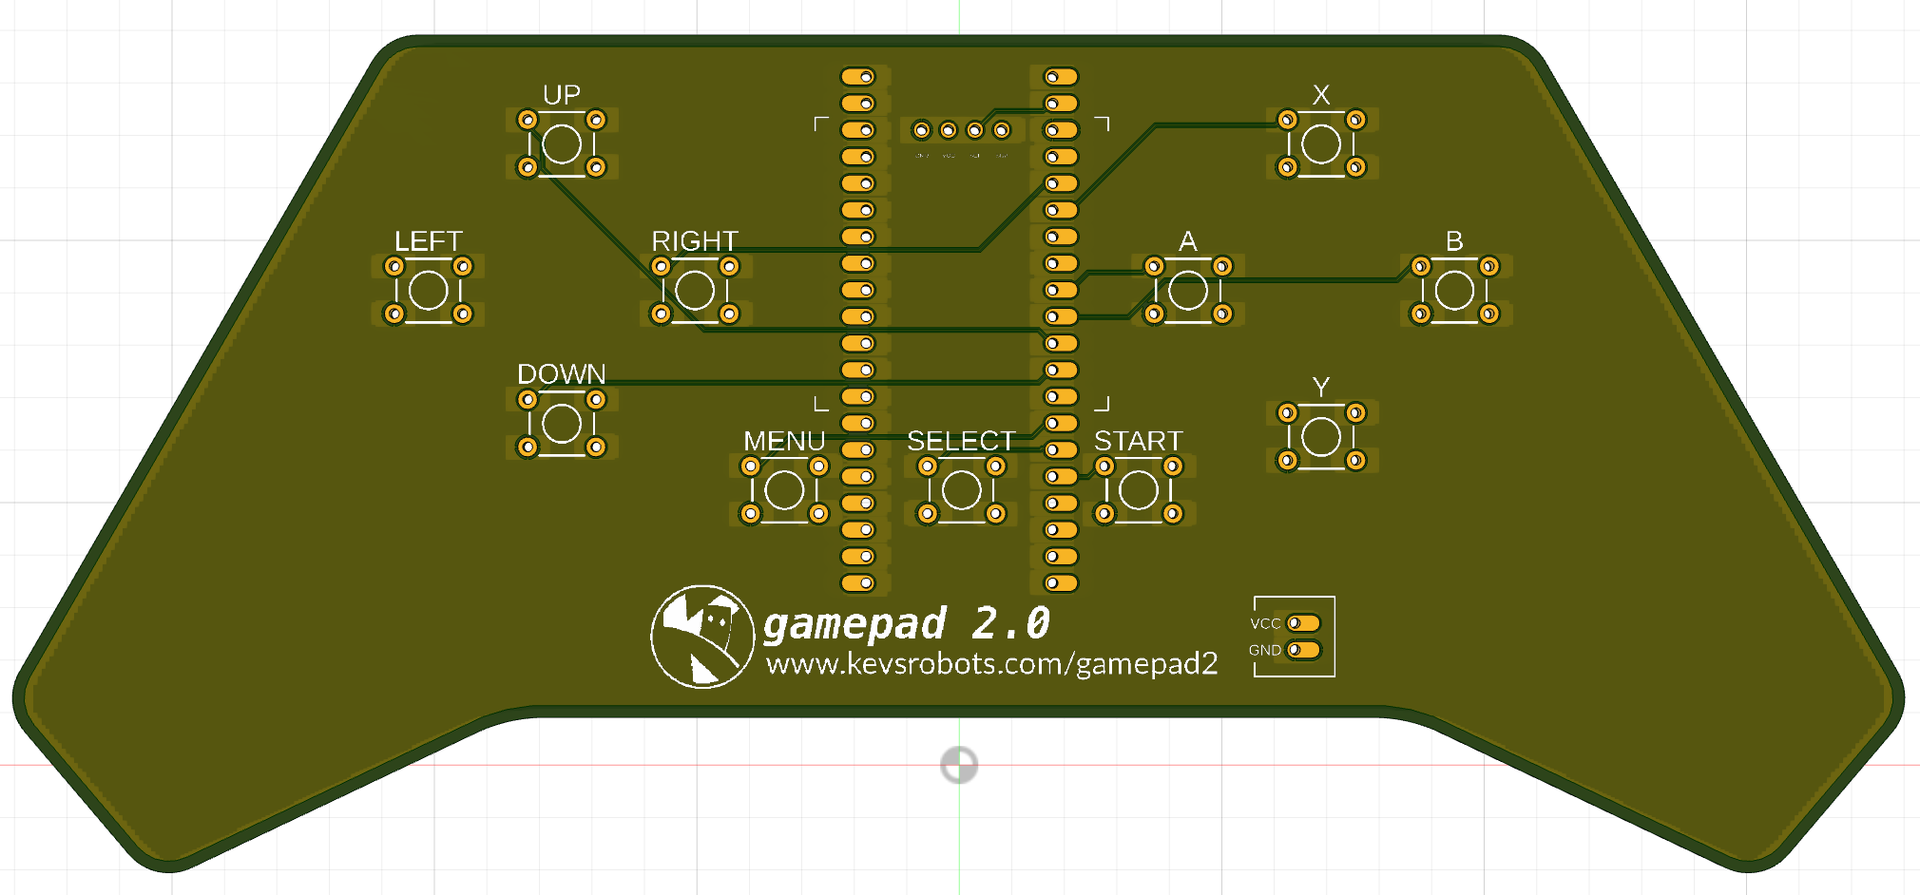 UP
X
LEFT
RIGHT
A
B
DOWN
Y
MENU
SELECT
START
gamepad 2.0
www.kevsrobots.com/gamepad2
VCC
GND